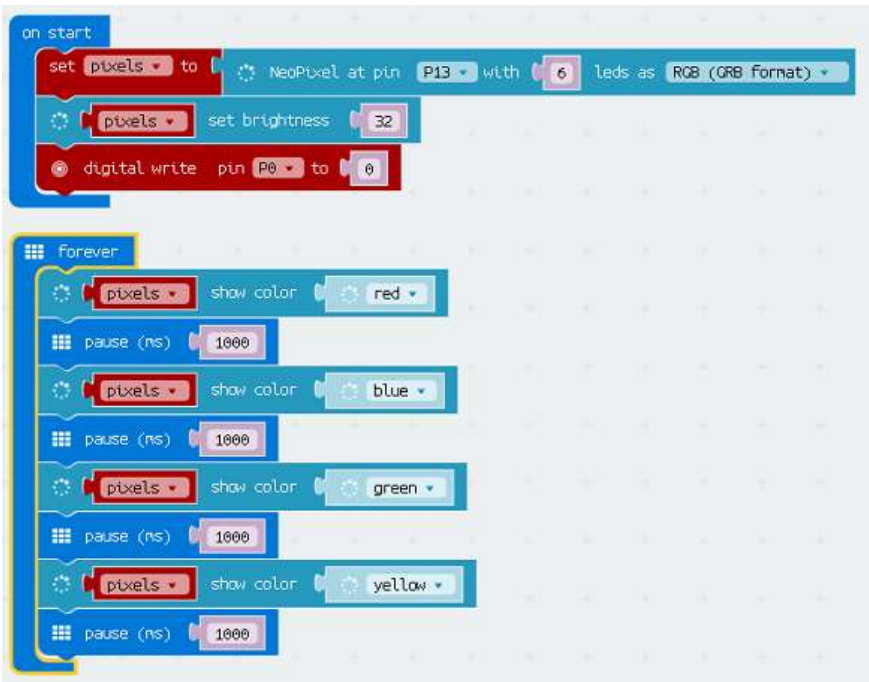 on start
set pixels to NeoPixel at pin P13 with 6 leds as RGB (GRB format)
pixels set brightness 32
digital write pin P0 to 0
forever
pixels show color red
pause (ms) 1000
pixels show color blue
pause (ms) 1000
pixels show color green
pause (ms) 1000
pixels show color yellow
pause (ms) 1000